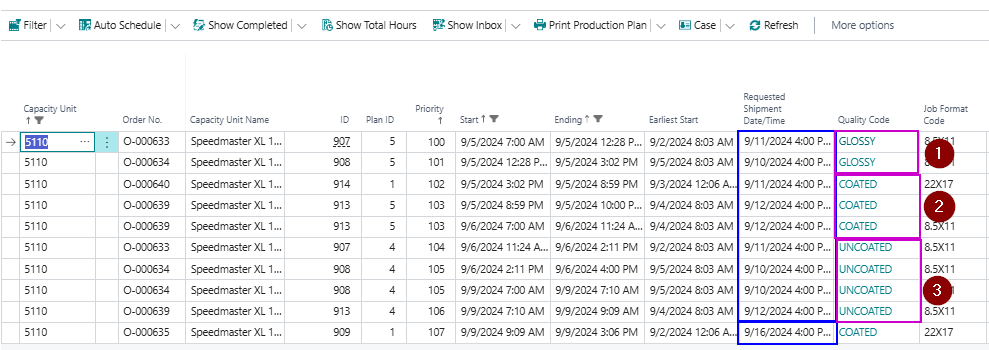 Filter Auto Schedule Show Completed Show Total Hours Show Inbox Print Production Plan Case Refresh More options
Capacity Unit Order No. Capacity Unit Name ID Plan ID Priority Start Ending Earliest Start Requested Shipment Date/Time Quality Code Job Format Code
5110 O-000633 Speedmaster XL 1... 907 5 100 9/5/2024 7:00 AM 9/5/2024 12:28 P... 9/2/2024 8:03 AM 9/11/2024 4:00 P... GLOSSY 8.5X11
1
5110 O-000634 Speedmaster XL 1... 908 5 101 9/5/2024 12:28 P... 9/5/2024 3:02 PM 9/5/2024 8:03 AM 9/10/2024 4:00 P... GLOSSY
5110 O-000640 Speedmaster XL 1... 914 1 102 9/5/2024 3:02 PM 9/5/2024 8:59 PM 9/3/2024 12:06 A... 9/11/2024 4:00 P... COATED 22X17
5110 O-000639 Speedmaster XL 1... 913 5 103 9/5/2024 8:59 PM 9/5/2024 10:00 P... 9/4/2024 8:03 AM 9/12/2024 4:00 P... COATED
2
5110 O-000639 Speedmaster XL 1... 913 5 103 9/6/2024 7:00 AM 9/6/2024 11:24 A... 9/4/2024 8:03 AM 9/12/2024 4:00 P... COATED 8.5X11
5110 O-000633 Speedmaster XL 1... 907 4 104 9/6/2024 11:24 A... 9/6/2024 2:11 PM 9/2/2024 8:03 AM 9/11/2024 4:00 P... UNCOATED 8.5X11
5110 O-000634 Speedmaster XL 1... 908 4 105 9/6/2024 2:11 PM 9/6/2024 4:00 PM 9/5/2024 8:03 AM 9/10/2024 4:00 P... UNCOATED 8.5X11
5110 O-000634 Speedmaster XL 1... 908 4 105 9/9/2024 7:00 AM 9/9/2024 7:10 AM 9/5/2024 8:03 AM 9/10/2024 4:00 P... UNCOATED
3
5110 O-000639 Speedmaster XL 1... 913 4 106 9/9/2024 7:10 AM 9/9/2024 9:09 AM 9/4/2024 8:03 AM 9/12/2024 4:00 P... UNCOATED 8.5X11
5110 O-000635 Speedmaster XL 1... 909 1 107 9/9/2024 9:09 AM 9/9/2024 3:06 PM 9/2/2024 12:06 A... 9/16/2024 4:00 P... COATED 22X17